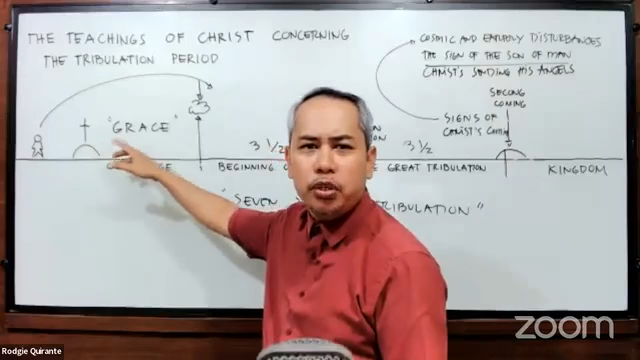 THE TEACHINGS OF CHRIST CONCERNING
THE TRIBULATION PERIOD
COSMIC AND EARTHLY DISTURBANCES
THE SIGN OF THE SON OF MAN
CHRIST'S SENDING HIS ANGELS
SECOND
COMING
SIGNS OF
CHRIST'S
"GRACE"
3 1/2
3 1/2
BEGINNING
GREAT TRIBULATION
KINGDOM
"SEVEN
TRIBULATION"
zoom
Rodgie Quirante